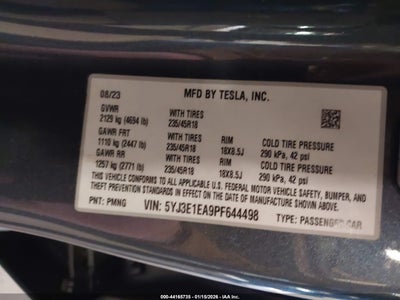 MFD BY TESLA, INC.
08/23
GVWR WITH TIRES
2129 kg (4694 lb) 235/45R18
GAWR FRT WITH TIRES RIM COLD TIRE PRESSURE
1110 kg (2447 lb) 235/45R18 18X8.5J 290 kPa, 42 psi
GAWR RR WITH TIRES RIM COLD TIRE PRESSURE
1257 kg (2771 lb) 235/45R18 18X8.5J 290 kPa, 42 psi
THIS VEHICLE CONFORMS TO ALL APPLICABLE U.S. FEDERAL MOTOR VEHICLE SAFETY, BUMPER, AND
THEFT PREVENTION STANDARDS IN EFFECT ON THE DATE OF MANUFACTURE SHOWN ABOVE.
PNT: PMNG VIN: 5YJ3E1EA9PF644498 TYPE: PASSENGER CAR
000-44165735 - 01/15/2026 - IAA Inc.